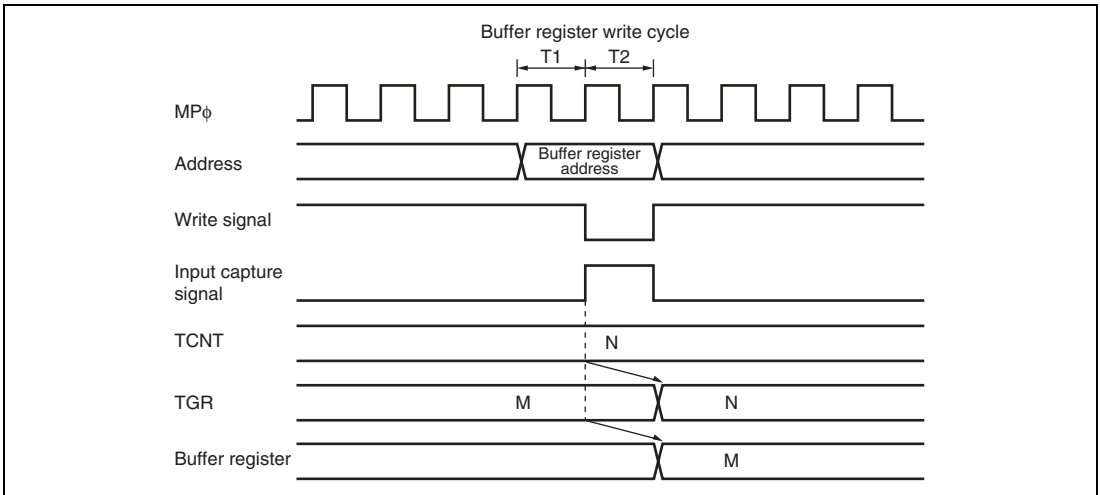 Buffer register write cycle
T1 T2
MPϕ
Address
Buffer register
address
Write signal
Input capture
signal
TCNT
N
TGR
M N
Buffer register
M